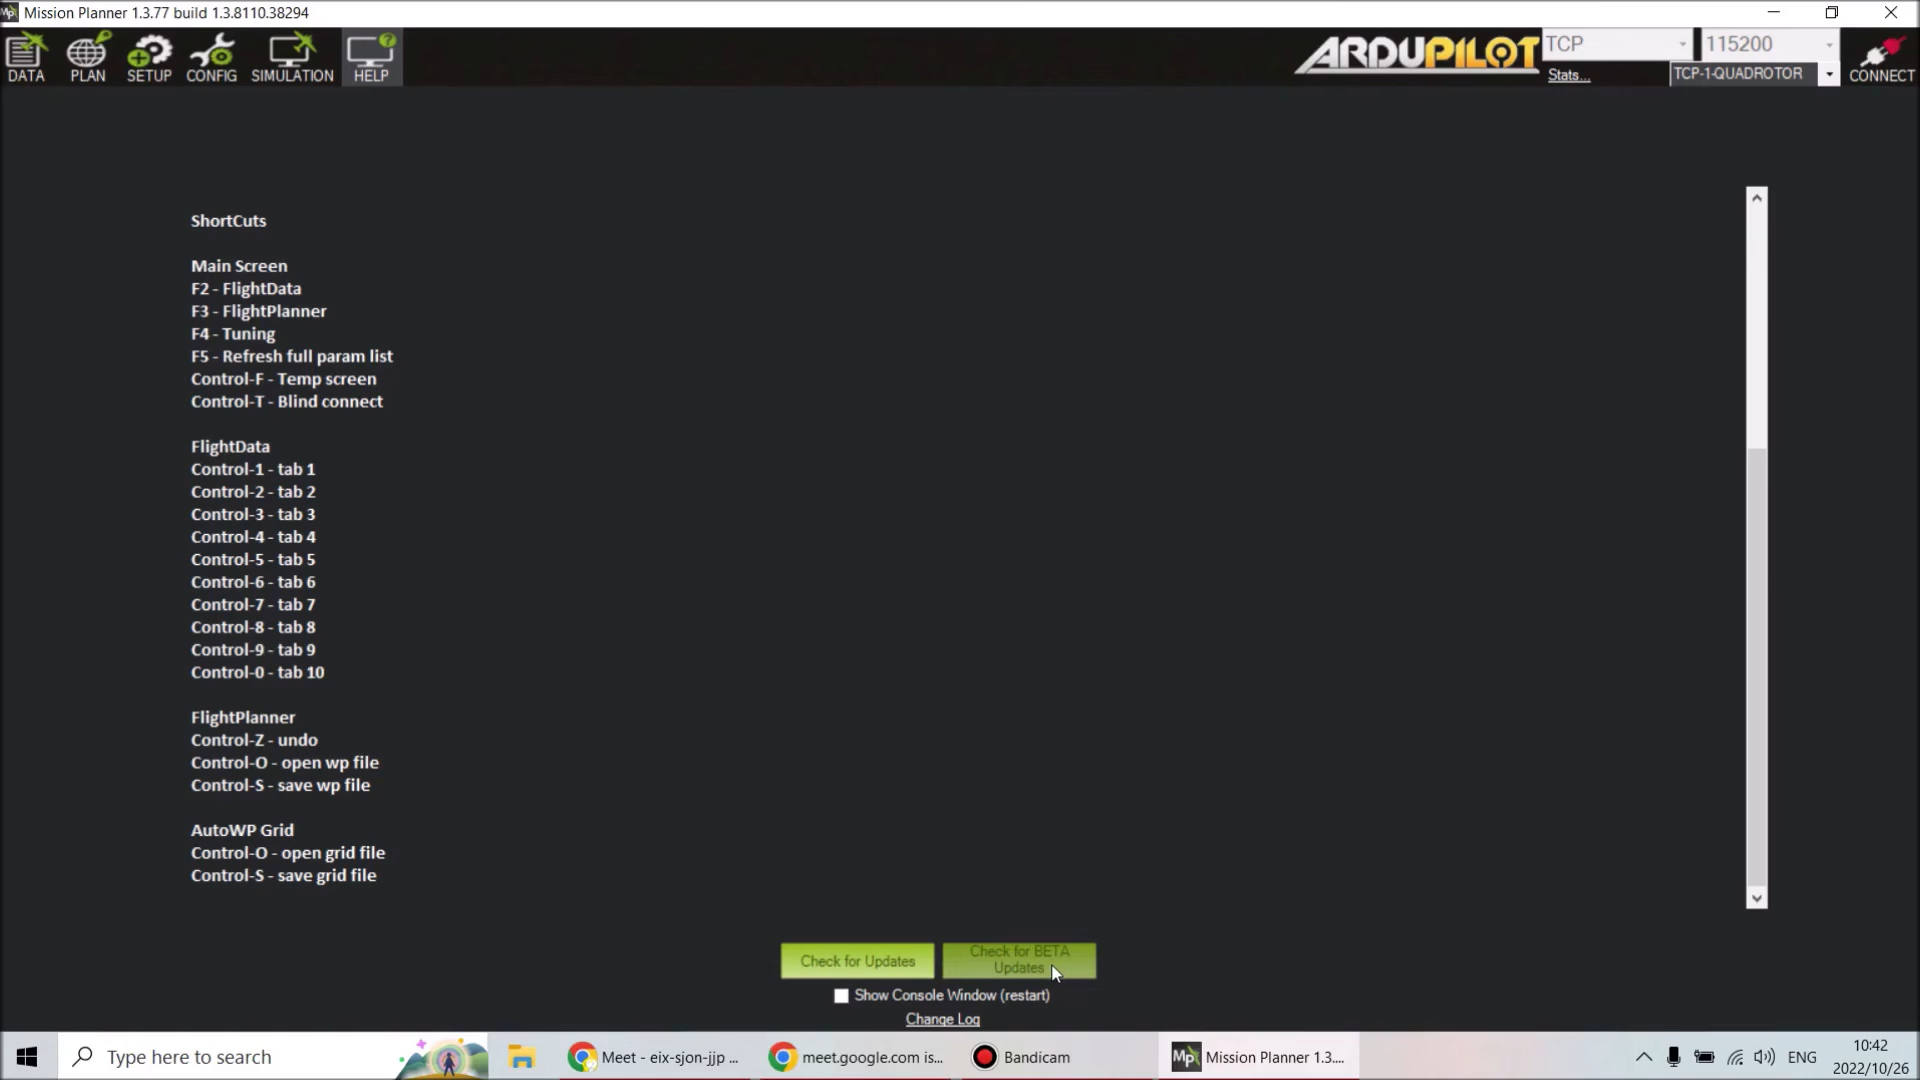 Mp Mission Planner 1.3.77 build 1.3.8110.38294
DATA PLAN SETUP CONFIG SIMULATION HELP
ARDUPILOT
TCP 115200
Stats... TCP-1-QUADROTOR CONNECT
ShortCuts
Main Screen
F2 - FlightData
F3 - FlightPlanner
F4 - Tuning
F5 - Refresh full param list
Control-F - Temp screen
Control-T - Blind connect
FlightData
Control-1 - tab 1
Control-2 - tab 2
Control-3 - tab 3
Control-4 - tab 4
Control-5 - tab 5
Control-6 - tab 6
Control-7 - tab 7
Control-8 - tab 8
Control-9 - tab 9
Control-0 - tab 10
FlightPlanner
Control-Z - undo
Control-O - open wp file
Control-S - save wp file
AutoWP Grid
Control-O - open grid file
Control-S - save grid file
Check for Updates
Check for BETA
Updates
Show Console Window (restart)
Change Log
Type here to search
Meet - eix-sjon-jjp ...
meet.google.com is...
Bandicam
Mp Mission Planner 1.3....
ENG
10:42
2022/10/26